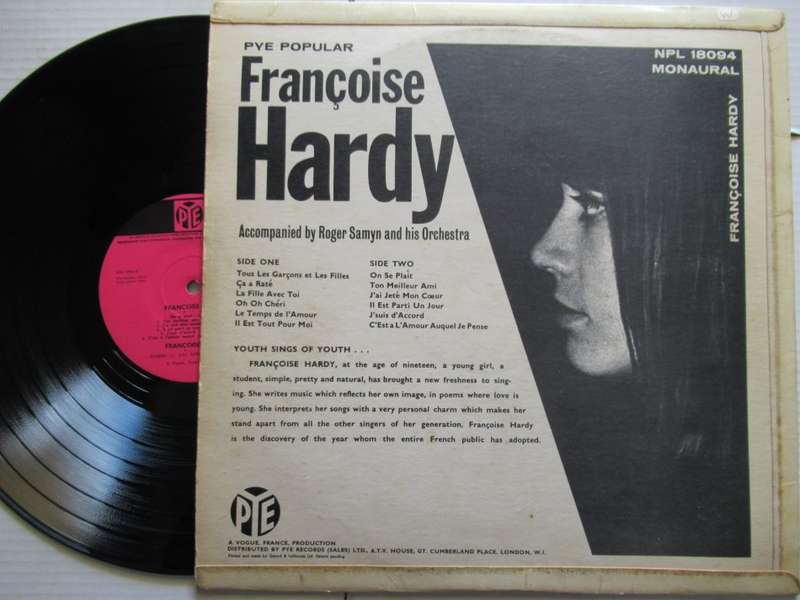 PYE POPULAR
Françoise
Hardy
Accompanied by Roger Samyn and his Orchestra
NPL 18094
MONAURAL
FRANÇOISE HARDY
SIDE ONE
Tous Les Garçons et Les Filles
Ça a Raté
La Fille Avec Toi
Oh Oh Chéri
Le Temps de l'Amour
Il Est Tout Pour Moi
SIDE TWO
On Se Plait
Ton Meilleur Ami
J'ai Jeté Mon Cœur
Il Est Parti Un Jour
J'suis d'Accord
C'Est a L'Amour Auquel Je Pense
YOUTH SINGS OF YOUTH . . .
FRANÇOISE HARDY, at the age of nineteen, a young girl, a
student, simple, pretty and natural, has brought a new freshness to sing-
ing. She writes music which reflects her own image, in poems where love is
young. She interprets her songs with a very personal charm which makes her
stand apart from all the other singers of her generation. Françoise Hardy
is the discovery of the year whom the entire French public has adopted.
PYE
A VOGUE, FRANCE, PRODUCTION
DISTRIBUTED BY PYE RECORDS (SALES) LTD., A.T.V. HOUSE, GT. CUMBERLAND PLACE, LONDON, W.I.
PYE
FRANCOISE
FRANÇOISE